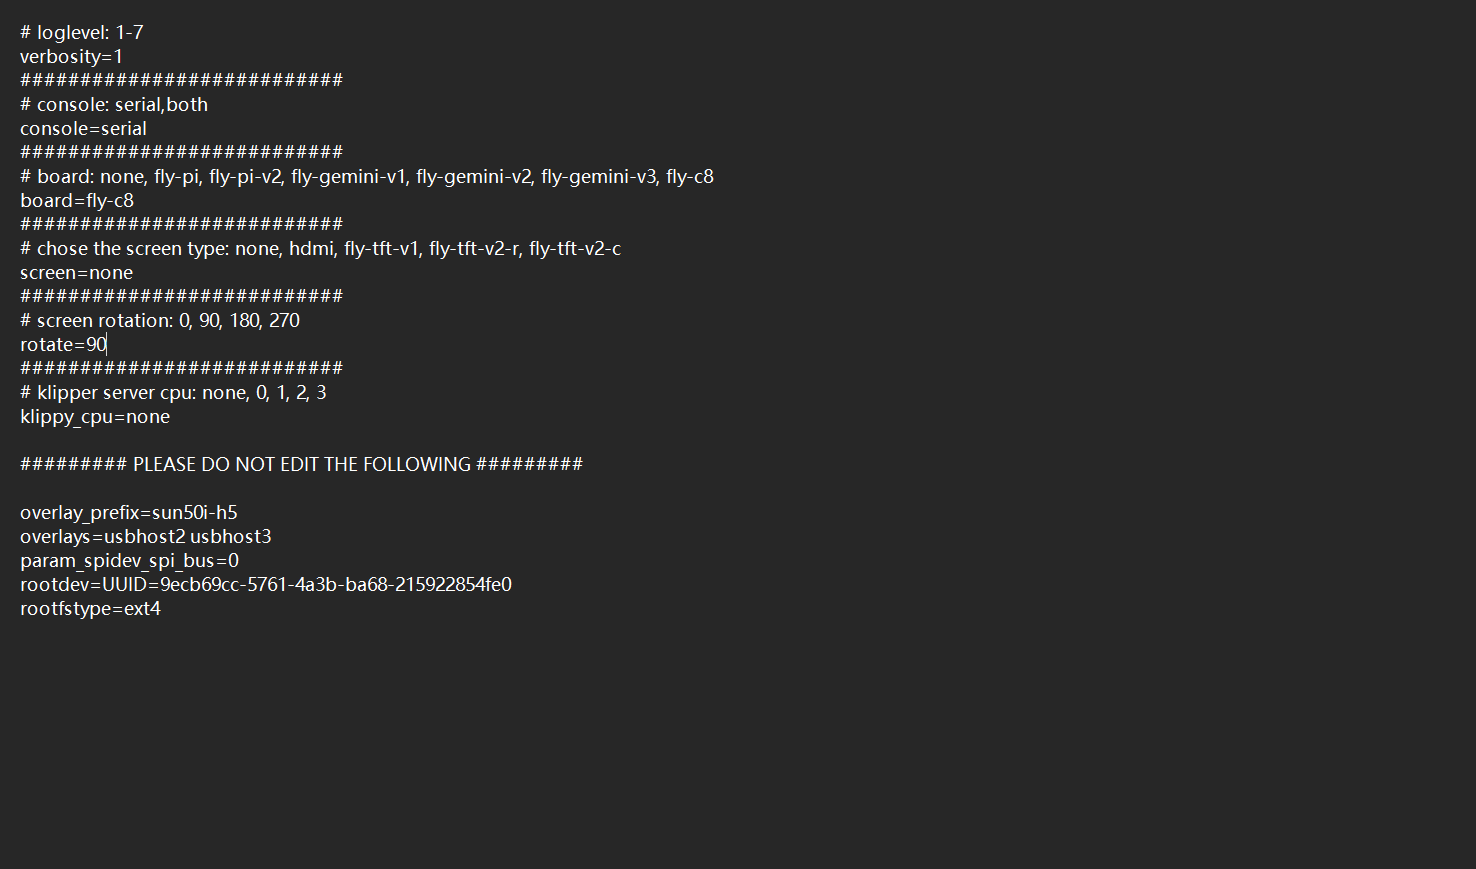 # loglevel: 1-7
verbosity=1
###########################
# console: serial,both
console=serial
###########################
# board: none, fly-pi, fly-pi-v2, fly-gemini-v1, fly-gemini-v2, fly-gemini-v3, fly-c8
board=fly-c8
###########################
# chose the screen type: none, hdmi, fly-tft-v1, fly-tft-v2-r, fly-tft-v2-c
screen=none
###########################
# screen rotation: 0, 90, 180, 270
rotate=90
###########################
# klipper server cpu: none, 0, 1, 2, 3
klippy_cpu=none
######### PLEASE DO NOT EDIT THE FOLLOWING #########
overlay_prefix=sun50i-h5
overlays=usbhost2 usbhost3
param_spidev_spi_bus=0
rootdev=UUID=9ecb69cc-5761-4a3b-ba68-215922854fe0
rootfstype=ext4